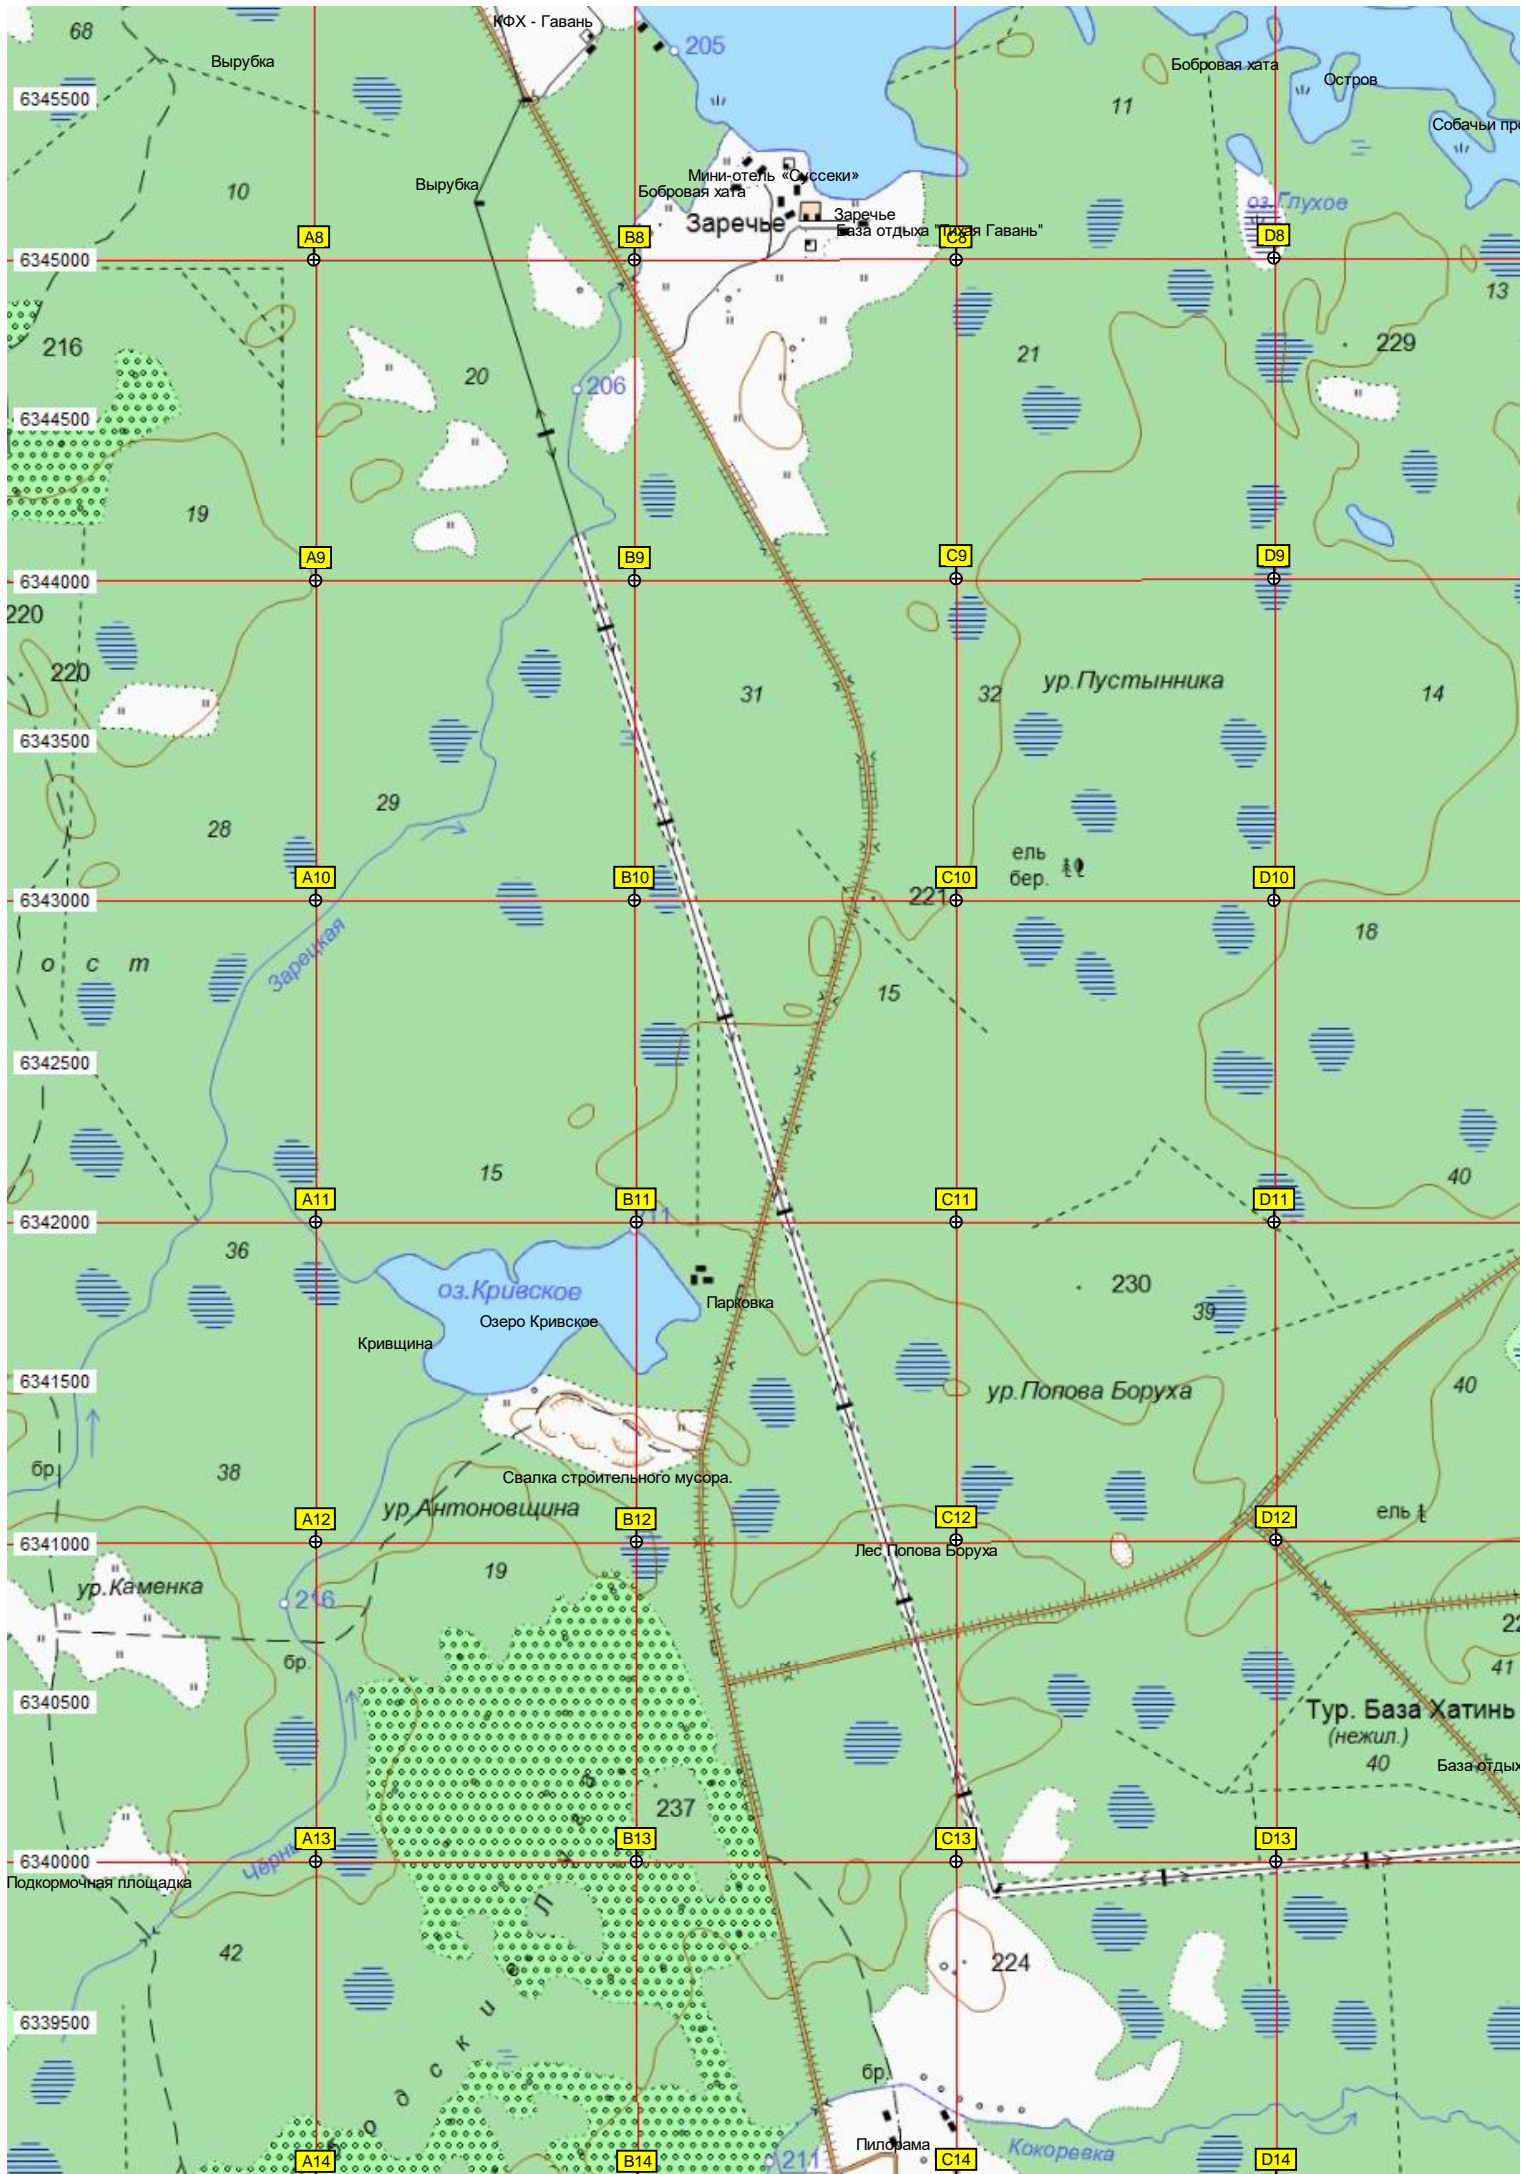 КФХ - Гавань
68
205
Вырубка
Бобровая хата
Остров
6345500
11
Собачьи
10
Вырубка
Мини-отель «Суссеки»
Бобровая хата
оз.Глухое
Заречье
Заречье
База отдыха "Тихая Гавань"
A8
B8
C8
D8
6345000
13
216
21
229
20
206
6344500
19
A9
B9
C9
D9
6344000
220
220
ур.Пустынника
31
32
14
6343500
29
28
ель
бер.
A10
B10
C10
D10
6343000
221
18
Зарецкая
о с т
15
6342500
15
40
A11
B11
C11
D11
6342000
11
36
230
оз.Кривское
Парковка
39
Озеро Кривское
Кривщина
6341500
40
ур.Попова Боруха
бр.
38
Свалка строительного мусора.
ур.Антоновщина
ель
A12
B12
C12
D12
6341000
Лес Попова Боруха
19
ур.Каменка
216
22
бр.
41
6340500
Тур. База Хатинь
(нежил.)
40
База отдых
237
A13
B13
C13
D13
6340000
Подкормочная площадка
42
224
6339500
бр.
Пилорама
Кокоревка
A14
B14
211
C14
D14